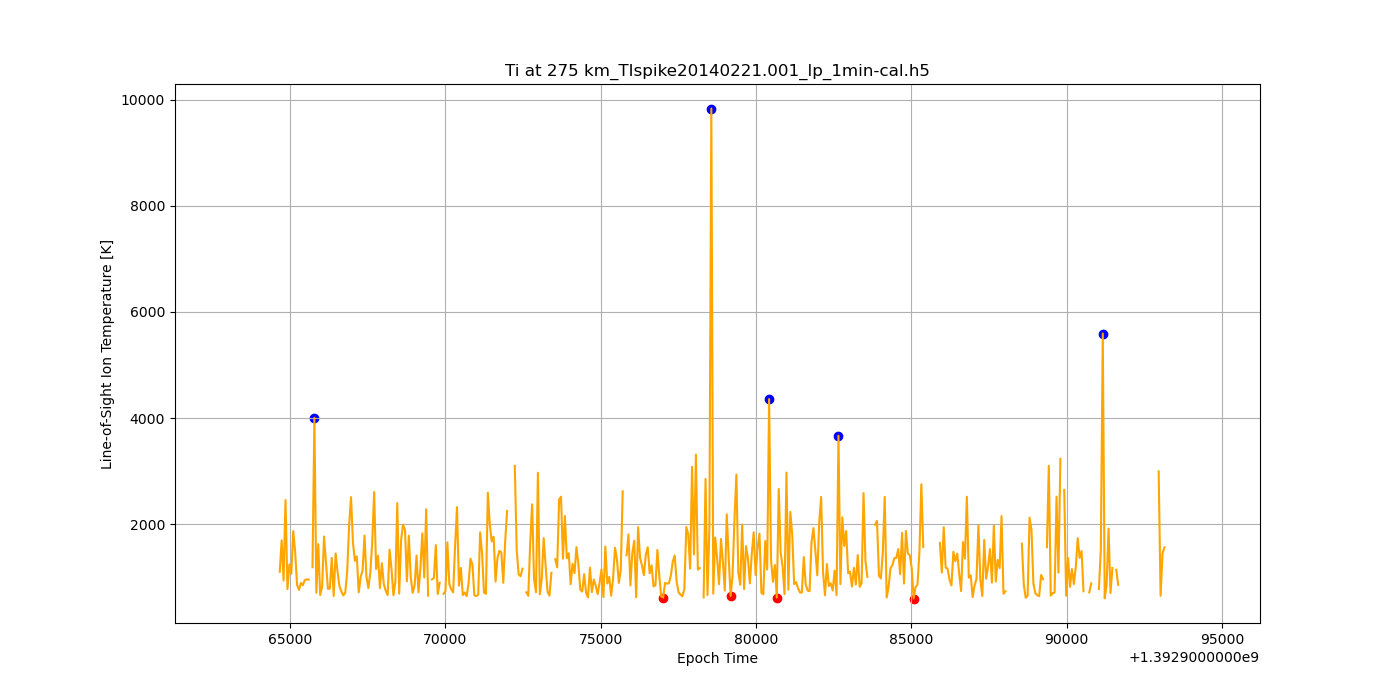 Ti at 275 km_TIspike20140221.001_lp_1min-cal.h5
10000
8000
6000
4000
2000
Line-of-Sight Ion Temperature [K]
65000 70000 75000 80000 85000 90000 95000
Epoch Time
+1.3929000000e9